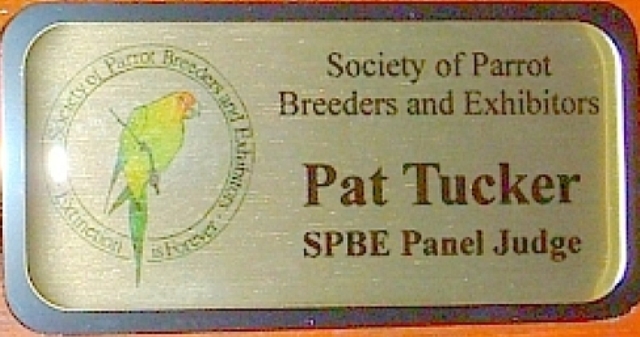 Society of Parrot Breeders and Exhibitors
Extinction is Forever
Society of Parrot
Breeders and Exhibitors
Pat Tucker
SPBE Panel Judge